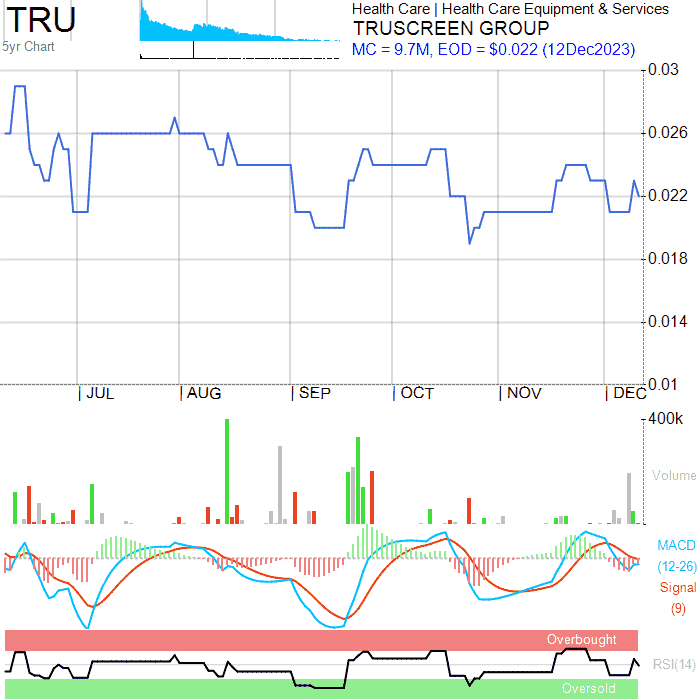 TRU
5yr Chart
Health Care | Health Care Equipment & Services
TRUSCREEN GROUP
MC = 9.7M, EOD = $0.022 (12Dec2023)
0.03
0.026
0.022
0.018
0.014
0.01
| JUL | AUG | SEP | OCT | NOV | DEC
400k
Volume
MACD
(12-26)
Signal
(9)
Overbought
RSI(14)
Oversold